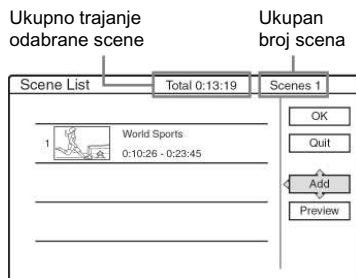 Ukupno trajanje
odabrane scene
Ukupan
broj scena
Scene List
Total 0:13:19
Scenes 1
OK
Quit
Add
Preview
1
World Sports
0:10:26 - 0:23:45